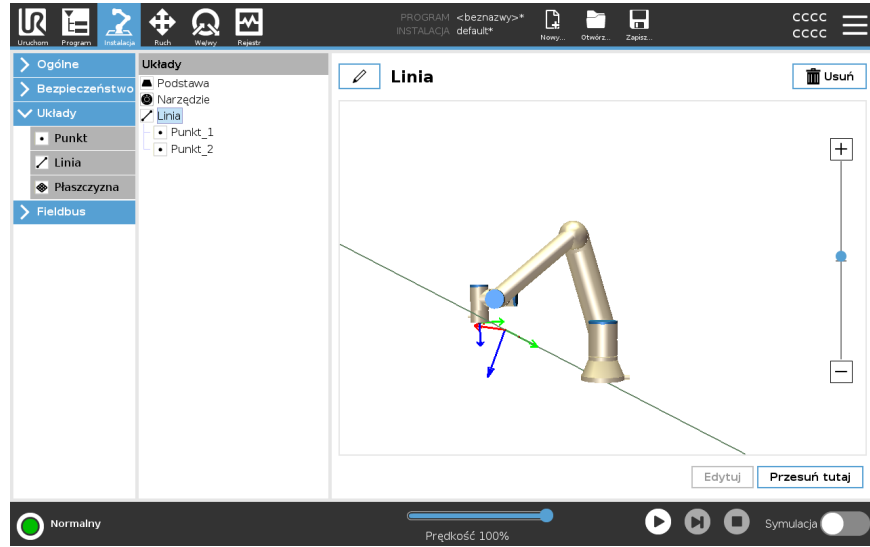 UR
PROGRAM <beznazwy>*
INSTALACJA default*
Uruchom Program Instalacja Ruch We/wy Rejestr
Nowy... Otwórz... Zapisz...
CCCC
CCCC
Ogólne
Bezpieczeństwo
Układy
Punkt
Linia
Płaszczyzna
Fieldbus
Układy
Podstawa
Narzędzie
Linia
Punkt_1
Punkt_2
Linia
Usuń
Edytuj
Przesuń tutaj
Normalny
Prędkość 100%
Symulacja